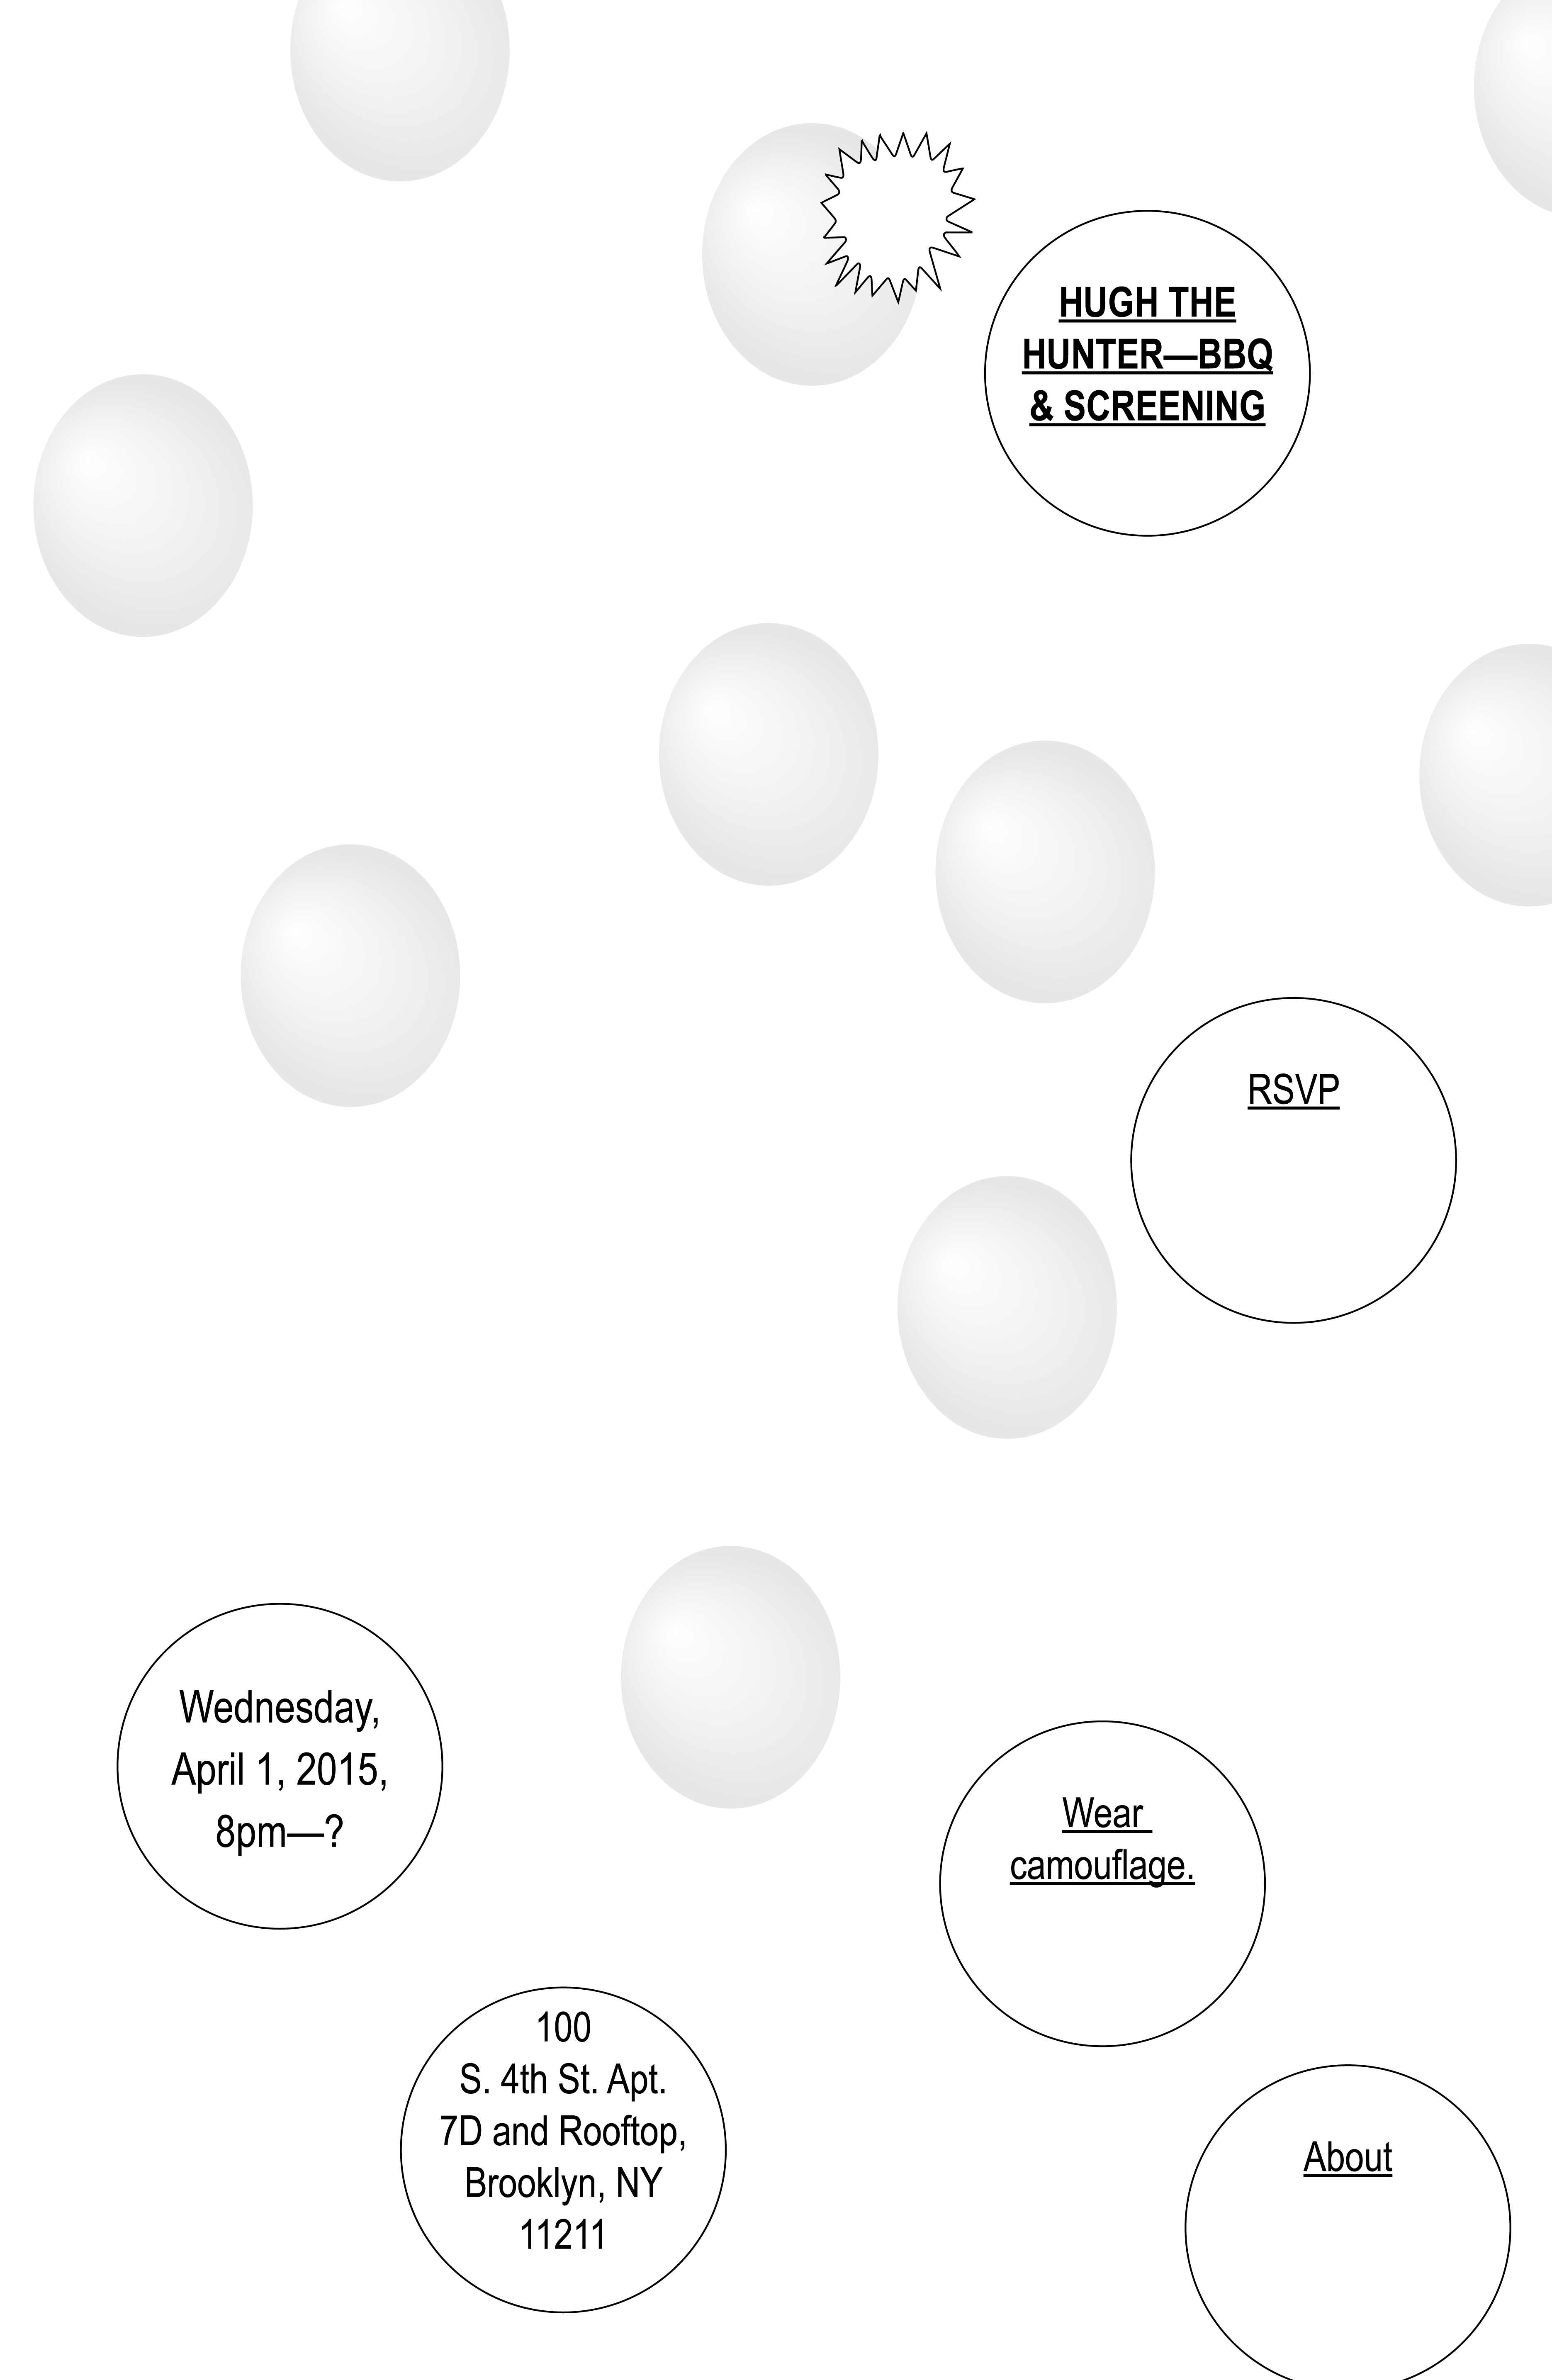 HUGH THE
HUNTER—BBQ
& SCREENING
RSVP
Wednesday,
April 1, 2015,
8pm—?
Wear
camouflage.
100
S. 4th St. Apt.
7D and Rooftop,
Brooklyn, NY
11211
About